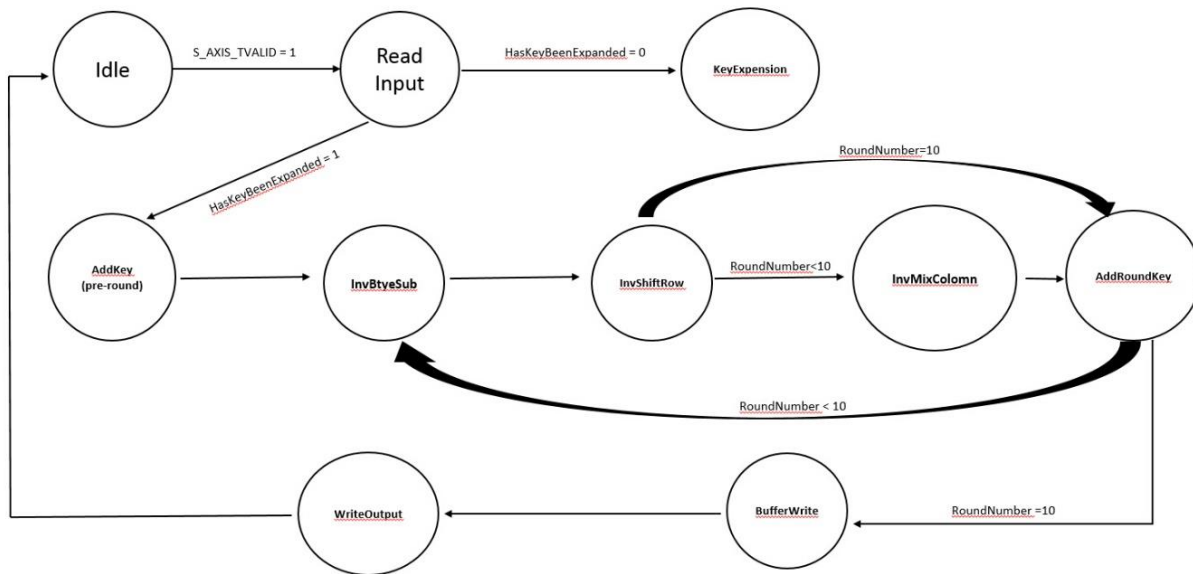 Idle
S_AXIS_TVALID = 1
Read
Input
HasKeyBeenExpanded = 0
KeyExpension
HasKeyBeenExpanded = 1
RoundNumber=10
AddKey
(pre-round)
InvBtyeSub
InvShiftRow
RoundNumber<10
InvMixColomn
AddRoundKey
RoundNumber < 10
WriteOutput
BufferWrite
RoundNumber =10